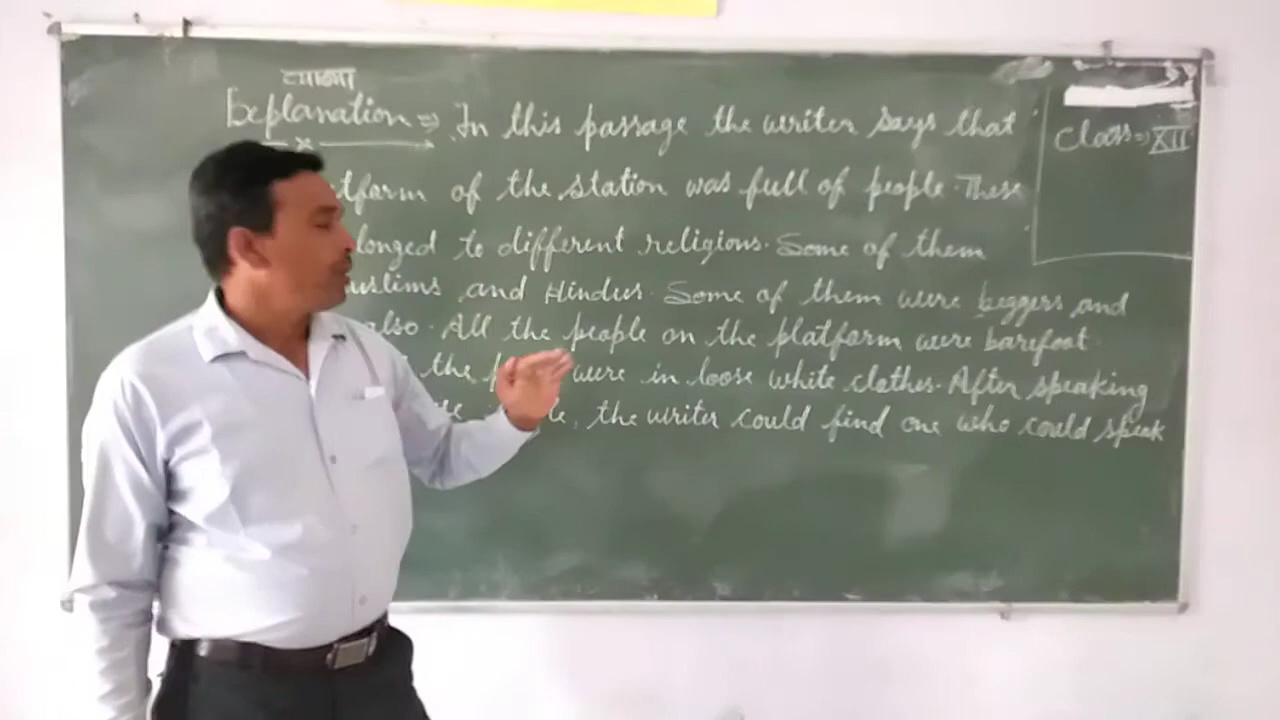 व्याख्या
Explanation ⇒ In this passage the writer says that
of the station was full of people. These
to different religions. Some of them
and Hindus. Some of them were beggers and
also. All the people on the platform were barefoot.
the were in loose white clothes. After speaking
the writer could find one who could speak
Class ⇒ XII